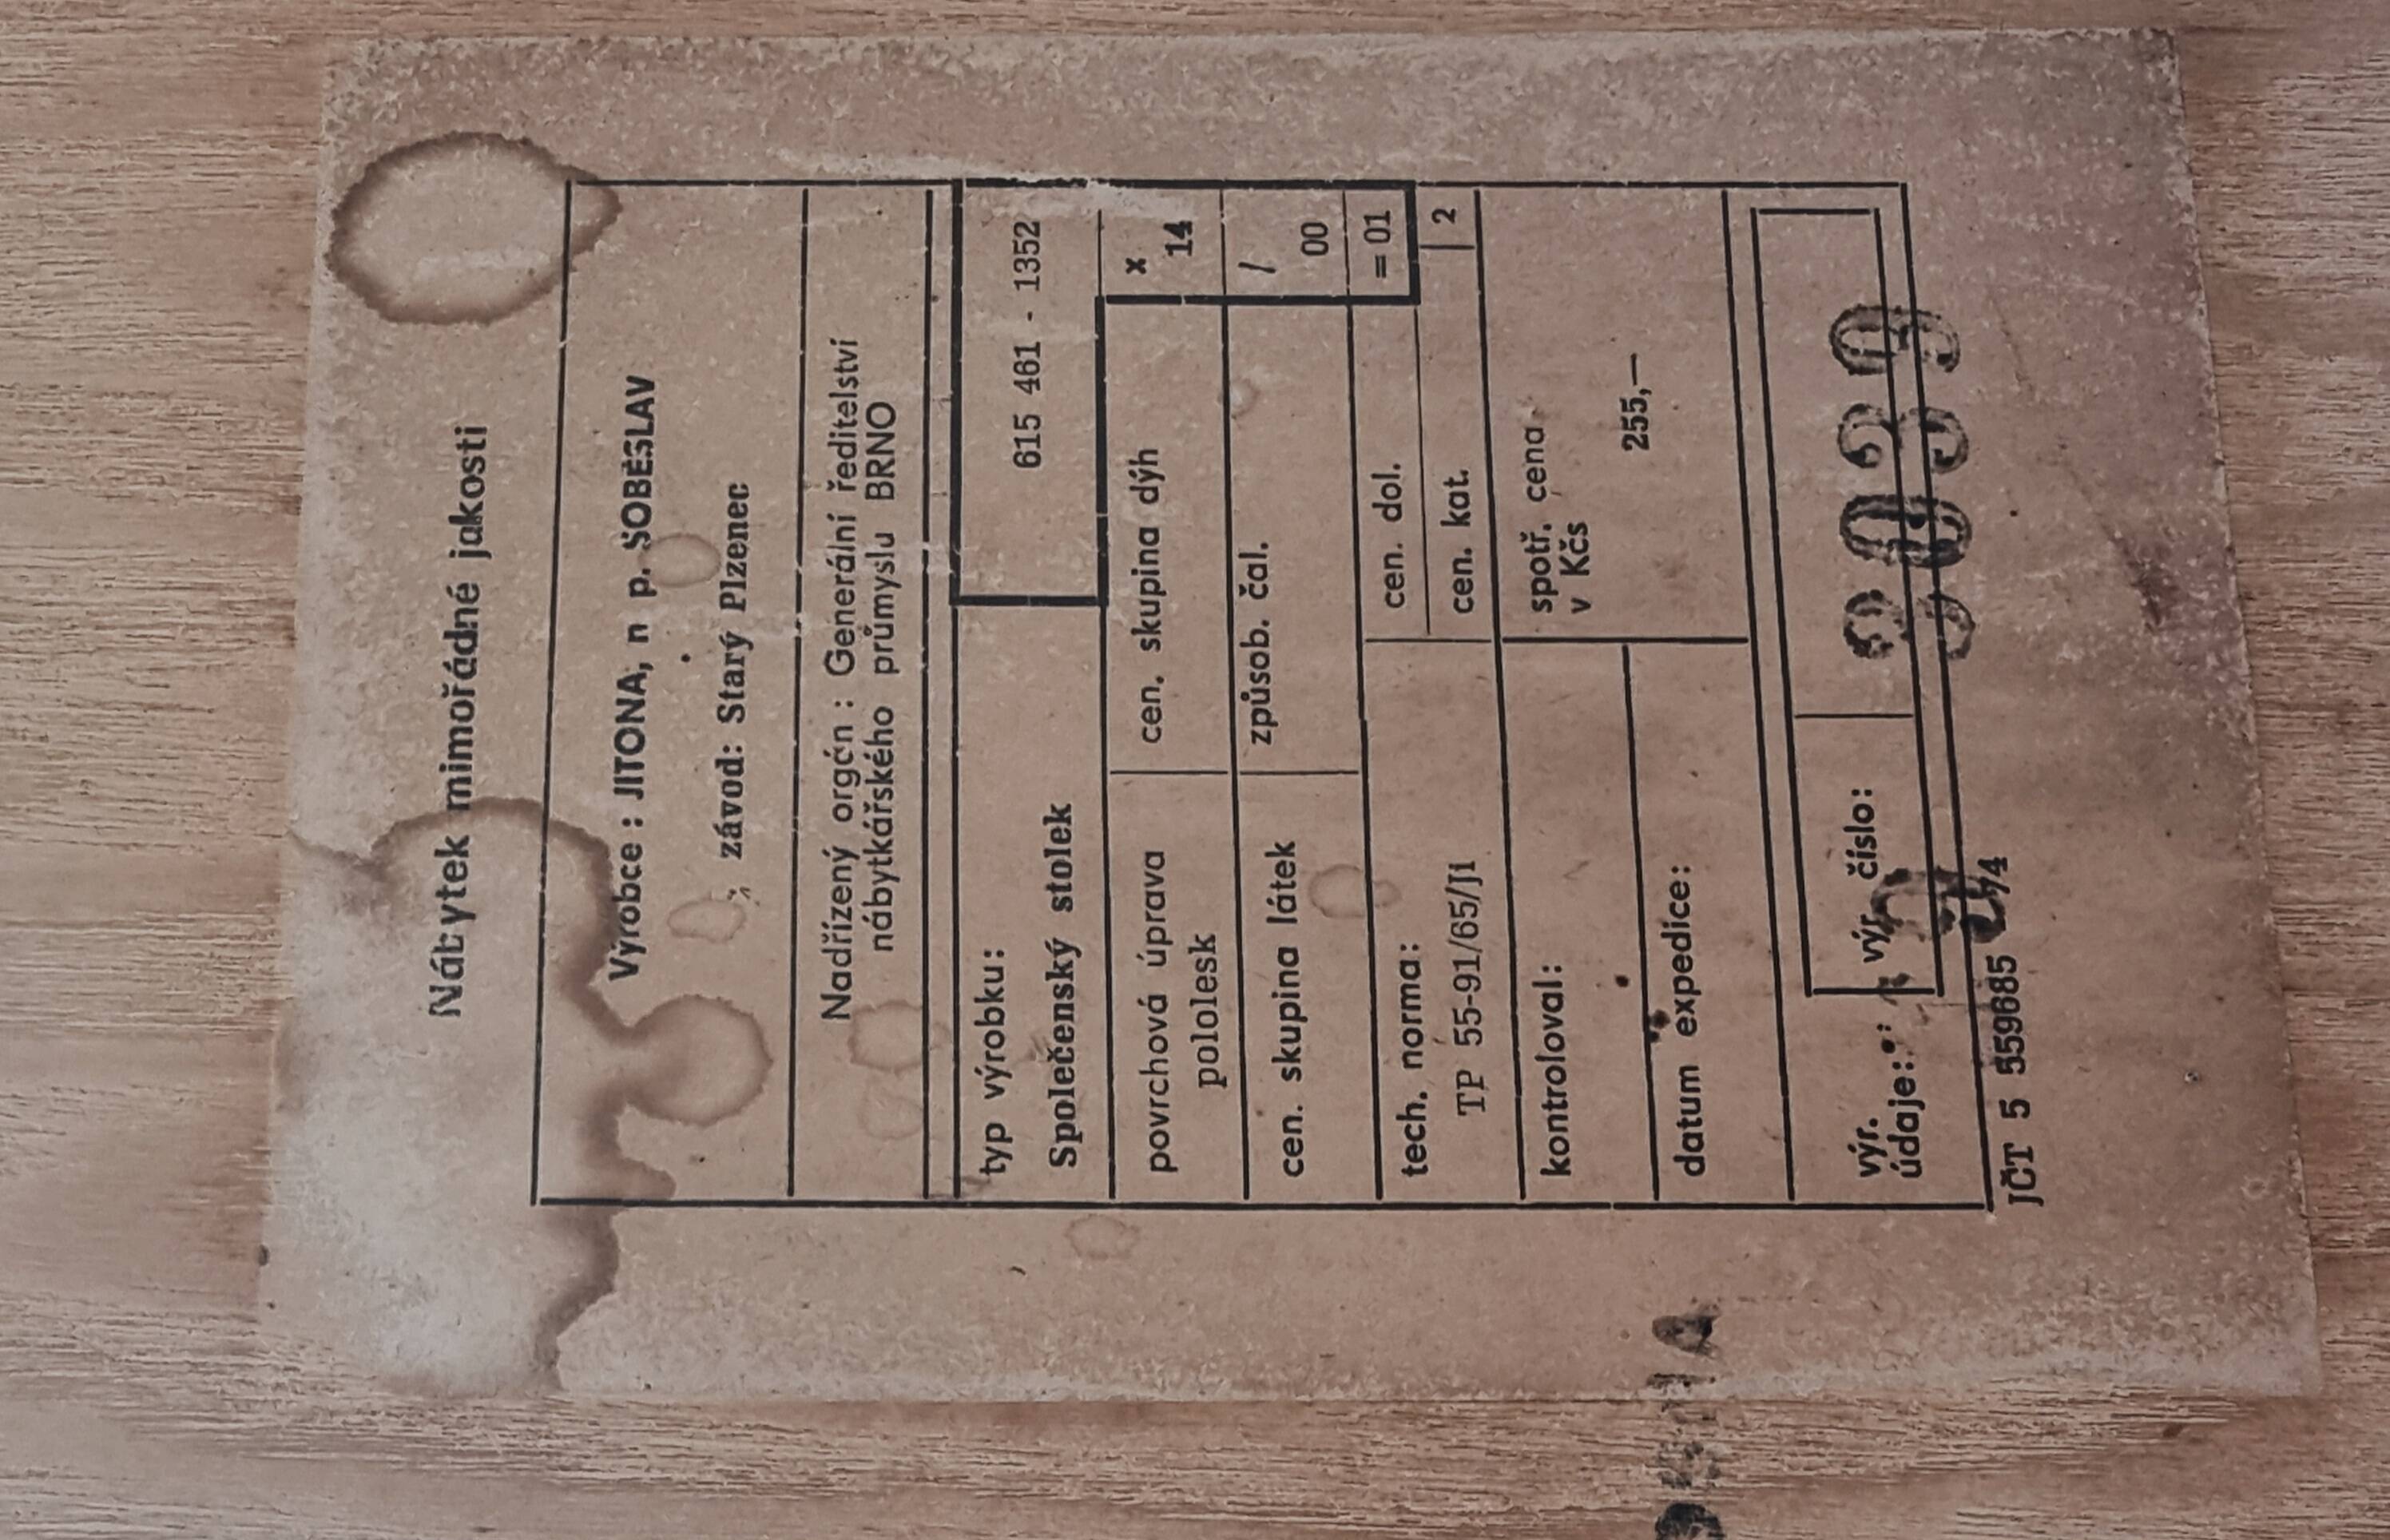 Nábytek mimořádné jakosti
Výrobce : JITONA, n p. SOBĚSLAV
závod: Starý Plzenec
Nadřízený orgán : Generální ředitelství
nábytkářského průmyslu BRNO
typ výrobku:
615 461 - 1352
Společenský stolek
povrchová úprava
pololesk
cen. skupina dýh
x
14
cen. skupina látek
způsob. čal.
/
00
tech. norma:
TP 55-91/65/J1
cen. dol.
= 01
cen. kat.
2
kontroloval:
spotř. cena
v Kčs
255,—
datum expedice:
výr.
údaje:
výr. číslo:
JČT 5 559685